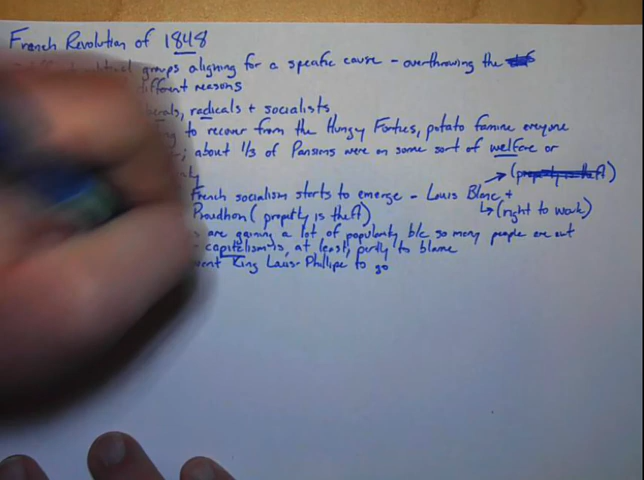 French Revolution of 1848
groups aligning for a specific cause - overthrowing the
different reasons
radicals + socialists
to recover from the Hungry Forties, potato famine everyone
; about 1/3 of Parisians were on some sort of welfare or
(property is theft)
French socialism starts to emerge - Louis Blanc +
(right to work)
Proudhon (property is theft)
are gaining a lot of popularity b/c so many people are out
capitalism is, at least, partly to blame
King Louis-Phillipe to go